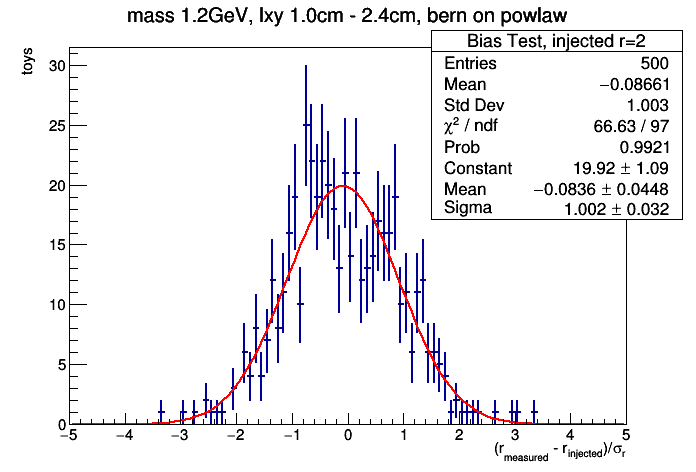 mass 1.2GeV, lxy 1.0cm - 2.4cm, bern on powlaw
Bias Test, injected r=2
Entries 500
Mean −0.08661
Std Dev 1.003
χ² / ndf 66.63 / 97
Prob 0.9921
Constant 19.92 ± 1.09
Mean −0.0836 ± 0.0448
Sigma 1.002 ± 0.032
toys
30
25
20
15
10
5
0
−5 −4 −3 −2 −1 0 1 2 3 4 5
(r_measured - r_injected)/σ_r